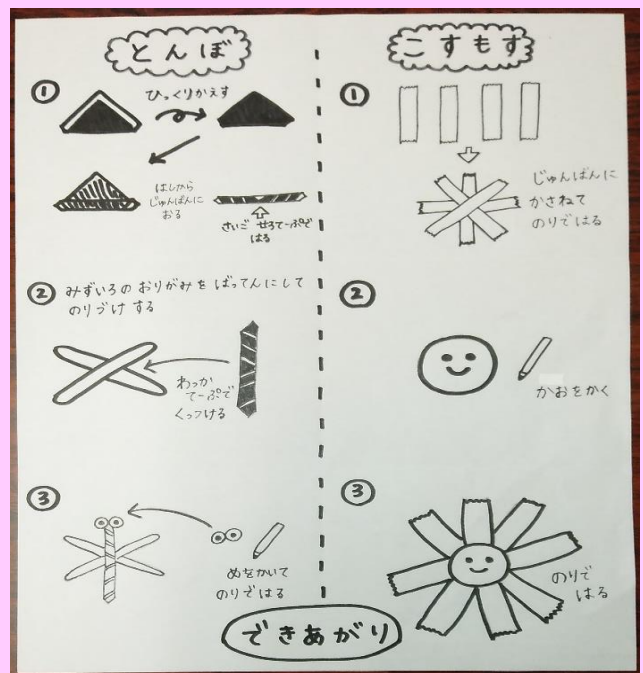 とんぼ
①
ひっくりかえす
はしから
じゅんばんに
おる
さいご せろてーぷで
はる
②
みずいろの おりがみを ばってんにして
のりづけ する
わっか
てーぷで
くっつける
③
めをかいて
のりではる
こすもす
①
じゅんばんに
かさねて
のりではる
②
かおをかく
③
のりで
はる
できあがり